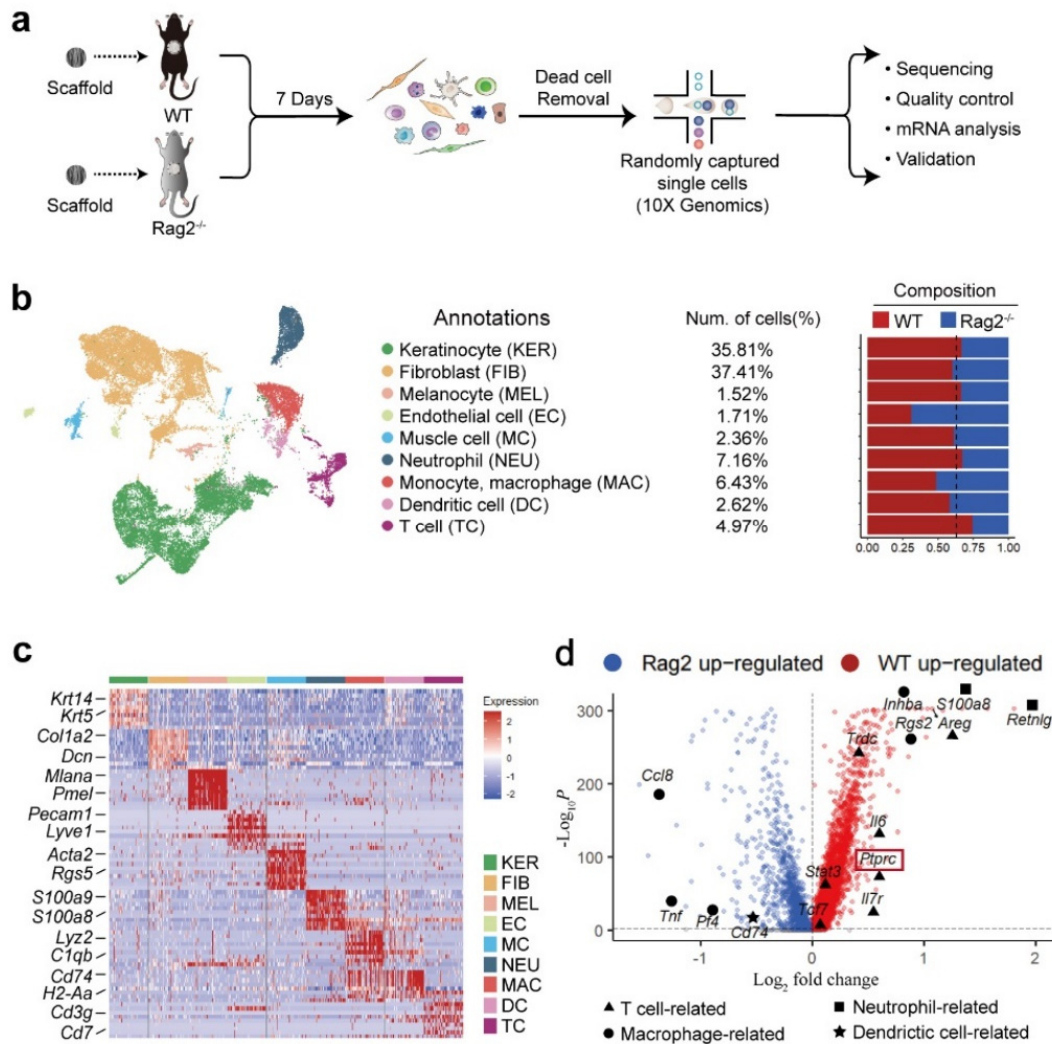 a
Scaffold
WT
Scaffold
Rag2-/-
7 Days
Dead cell
Removal
Randomly captured
single cells
(10X Genomics)
• Sequencing
• Quality control
• mRNA analysis
• Validation
b
Annotations
Num. of cells(%)
Composition
WT
Rag2-/-
Keratinocyte (KER) 35.81%
Fibroblast (FIB) 37.41%
Melanocyte (MEL) 1.52%
Endothelial cell (EC) 1.71%
Muscle cell (MC) 2.36%
Neutrophil (NEU) 7.16%
Monocyte, macrophage (MAC) 6.43%
Dendritic cell (DC) 2.62%
T cell (TC) 4.97%
0.00 0.25 0.50 0.75 1.00
c
Krt14
Krt5
Col1a2
Dcn
Mlana
Pmel
Pecam1
Lyve1
Acta2
Rgs5
S100a9
S100a8
Lyz2
C1qb
Cd74
H2-Aa
Cd3g
Cd7
Expression
2
1
0
-1
-2
KER
FIB
MEL
EC
MC
NEU
MAC
DC
TC
d
Rag2 up-regulated
WT up-regulated
-Log10P
300
200
100
0
Inhba
S100a8
Rgs2
Areg
Retnlg
Trdc
Ccl8
Il6
Ptprc
Stat3
Il7r
Tcf7
Tnf
Pf4
Cd74
-1 0 1 2
Log2 fold change
T cell-related
Neutrophil-related
Macrophage-related
Dendrictic cell-related